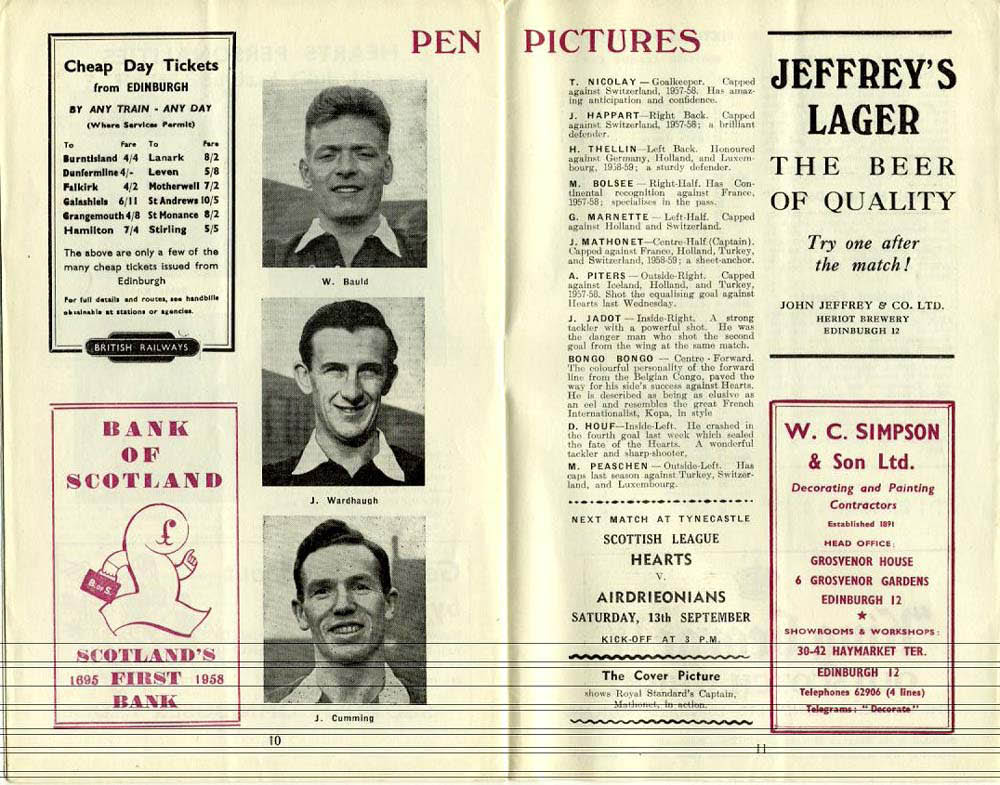 PEN PICTURES
Cheap Day Tickets
from EDINBURGH
BY ANY TRAIN - ANY DAY
(Where Services Permit)
To Fare To Fare
Burntisland 4/4 Lanark 8/2
Dunfermline 4/- Leven 5/8
Falkirk 4/2 Motherwell 7/2
Galashiels 6/11 St Andrews 10/5
Grangemouth 4/8 St Monance 8/2
Hamilton 7/4 Stirling 5/5
The above are only a few of the
many cheap tickets issued from
Edinburgh
For full details and routes, see handbills
obtainable at stations or agencies.
BRITISH RAILWAYS
BANK
OF
SCOTLAND
£
B. OF S.
SCOTLAND'S
1695 FIRST 1958
BANK
W. Bauld
J. Wardhaugh
J. Cumming
10
T. NICOLAY — Goalkeeper. Capped
against Switzerland, 1957-58. Has amaz-
ing anticipation and confidence.
J. HAPPART—Right Back. Capped
against Switzerland, 1957-58; a brilliant
defender.
H. THELLIN—Left Back. Honoured
against Germany, Holland, and Luxem-
bourg, 1958-59; a sturdy defender.
M. BOLSEE — Right-Half. Has Con-
tinental recognition against France,
1957-58; specialises in the pass.
G. MARNETTE — Left-Half. Capped
against Holland and Switzerland.
J. MATHONET—Centre-Half (Captain).
Capped against France, Holland, Turkey,
and Switzerland, 1958-59; a sheet-anchor.
A. PITERS — Outside-Right. Capped
against Iceland, Holland, and Turkey,
1957-58. Shot the equalising goal against
Hearts last Wednesday.
J. JADOT — Inside-Right. A strong
tackler with a powerful shot. He was
the danger man who shot the second
goal from the wing at the same match.
BONGO BONGO — Centre - Forward.
The colourful personality of the forward
line from the Belgian Congo, paved the
way for his side's success against Hearts.
He is described as being as elusive as
an eel and resembles the great French
Internationalist, Kopa, in style
D. HOUF—Inside-Left. He crashed in
the fourth goal last week which sealed
the fate of the Hearts. A wonderful
tackler and sharp-shooter,
M. PEASCHEN — Outside-Left. Has
caps last season against Turkey, Switzer-
land, and Luxembourg.
NEXT MATCH AT TYNECASTLE
SCOTTISH LEAGUE
HEARTS
V.
AIRDRIEONIANS
SATURDAY, 13th SEPTEMBER
KICK-OFF AT 3 P.M.
The Cover Picture
shows Royal Standard's Captain,
Mathonet, in action.
JEFFREY'S
LAGER
THE BEER
OF QUALITY
Try one after
the match!
JOHN JEFFREY & CO. LTD.
HERIOT BREWERY
EDINBURGH 12
W. C. SIMPSON
& Son Ltd.
Decorating and Painting
Contractors
Established 1891
HEAD OFFICE:
GROSVENOR HOUSE
6 GROSVENOR GARDENS
EDINBURGH 12
SHOWROOMS & WORKSHOPS:
30-42 HAYMARKET TER.
EDINBURGH 12
Telephones 62906 (4 lines)
Telegrams: "Decorate"
11